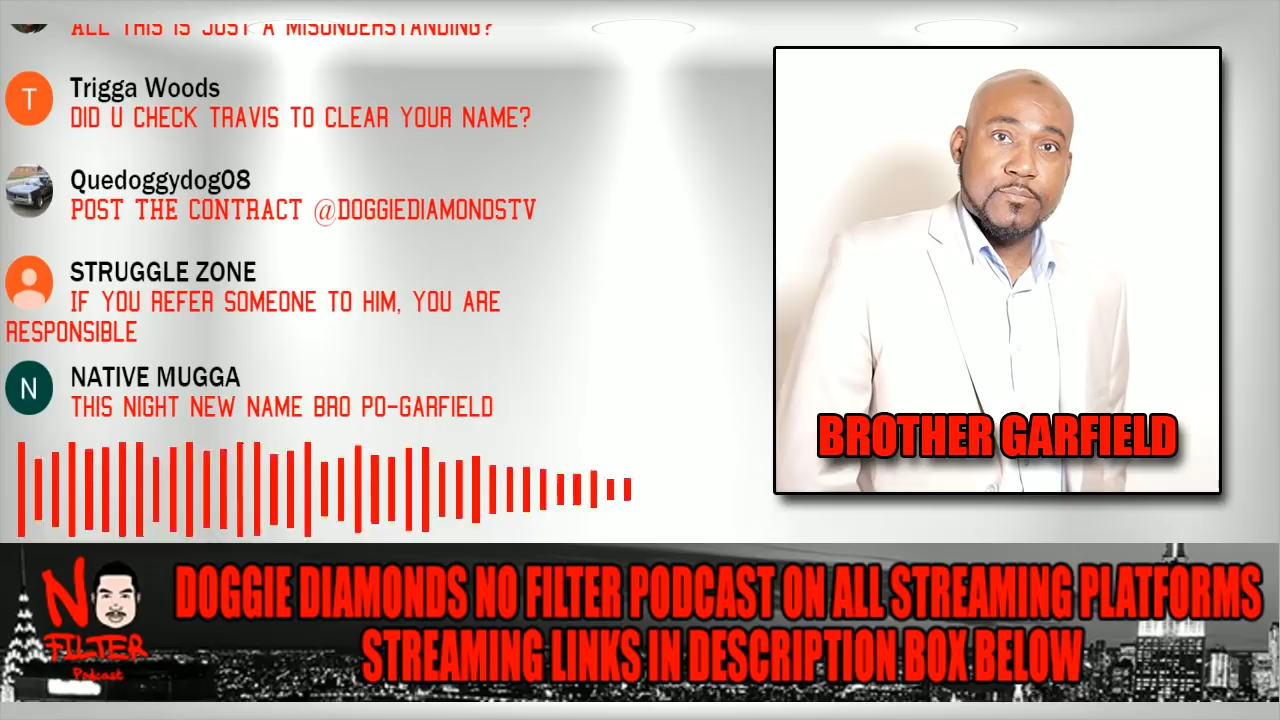 ALL THIS IS JUST A MISUNDERSTANDING?
T
Trigga Woods
DID U CHECK TRAVIS TO CLEAR YOUR NAME?
Quedoggydog08
POST THE CONTRACT @DOGGIEDIAMONDSTV
STRUGGLE ZONE
IF YOU REFER SOMEONE TO HIM, YOU ARE
RESPONSIBLE
N
NATIVE MUGGA
THIS NIGHT NEW NAME BRO PO-GARFIELD
BROTHER GARFIELD
NO
FILTER
Podcast
DOGGIE DIAMONDS NO FILTER PODCAST ON ALL STREAMING PLATFORMS
STREAMING LINKS IN DESCRIPTION BOX BELOW